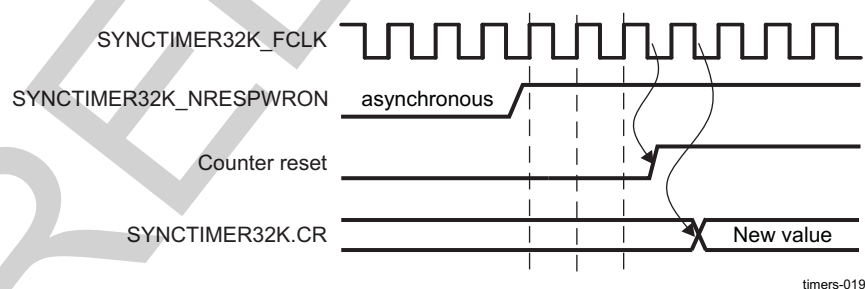 SYNCTIMER32K_FCLK
SYNCTIMER32K_NRESPWRON
asynchronous
Counter reset
SYNCTIMER32K.CR
New value
timers-019